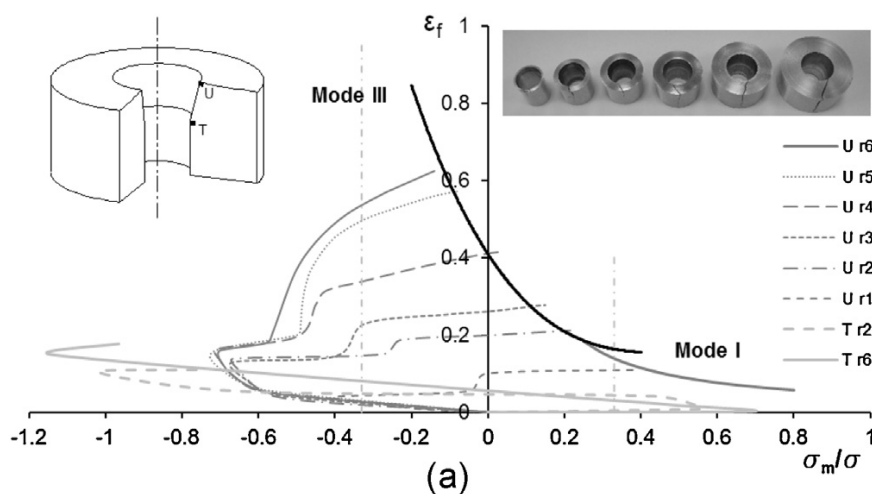 εf
1
0.8
0.6
0.4
0.2
0
Mode III
Mode I
U
T
U r6
U r5
U r4
U r3
U r2
U r1
T r2
T r6
-1.2
-1
-0.8
-0.6
-0.4
-0.2
0
0.2
0.4
0.6
0.8
1
σm/σ
(a)